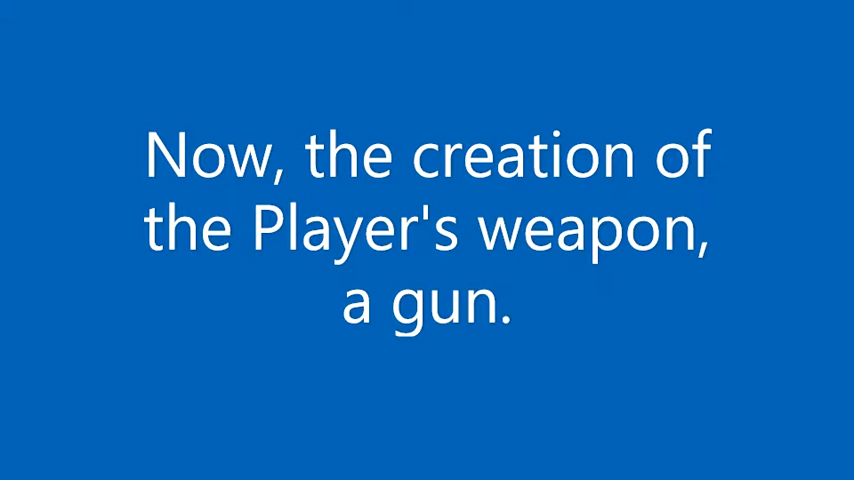 Now, the creation of
the Player's weapon,
a gun.